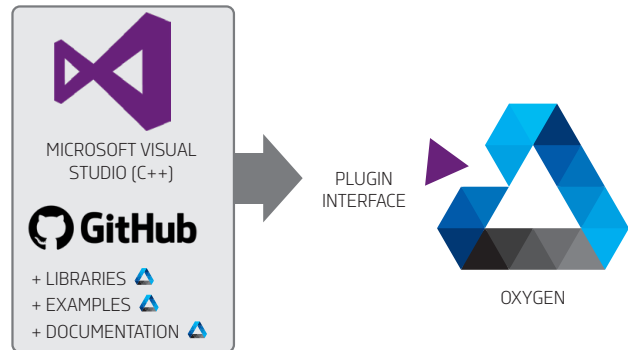 MICROSOFT VISUAL
STUDIO (C++)
GitHub
+ LIBRARIES
+ EXAMPLES
+ DOCUMENTATION
PLUGIN
INTERFACE
OXYGEN